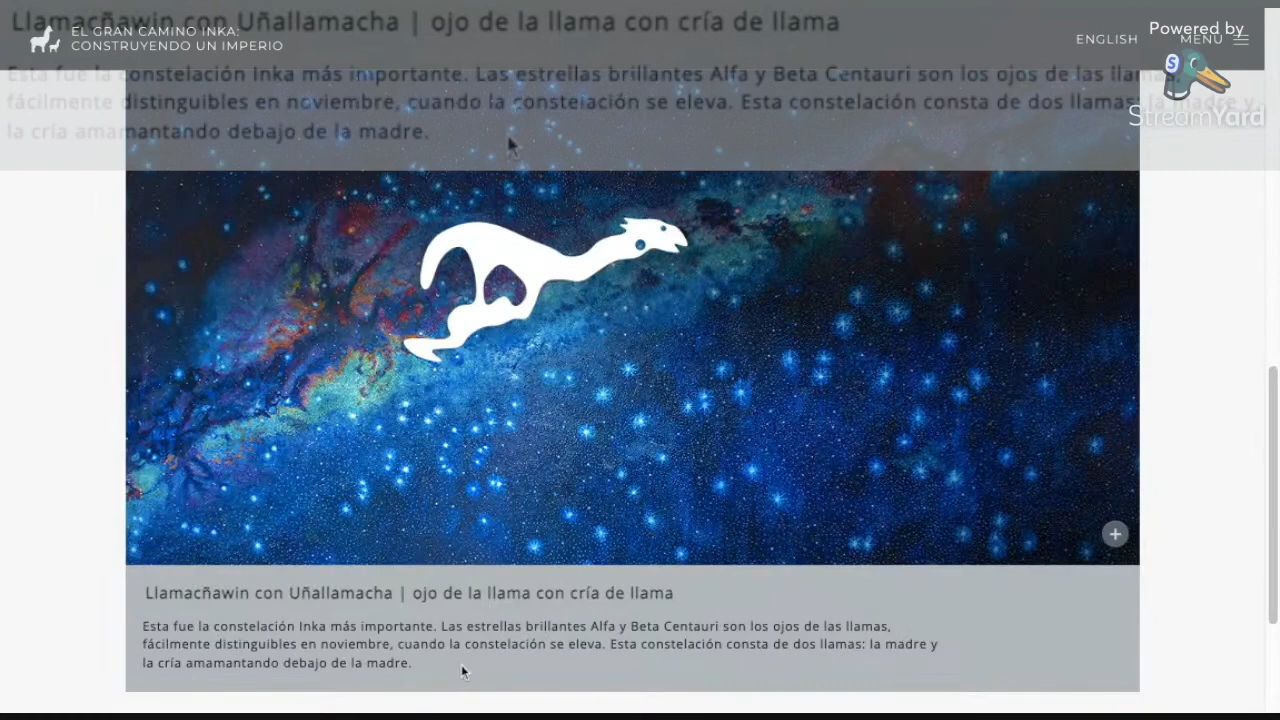 Llamacñawin con Uñallamacha | ojo de la llama con cría de llama
EL GRAN CAMINO INKA:
CONSTRUYENDO UN IMPERIO
ENGLISH
MENÚ
Powered by
StreamYard
Esta fue la constelación Inka más importante. Las estrellas brillantes Alfa y Beta Centauri son los ojos de las llamas,
fácilmente distinguibles en noviembre, cuando la constelación se eleva. Esta constelación consta de dos llamas: la madre y
la cría amamantando debajo de la madre.
Llamacñawin con Uñallamacha | ojo de la llama con cría de llama
Esta fue la constelación Inka más importante. Las estrellas brillantes Alfa y Beta Centauri son los ojos de las llamas,
fácilmente distinguibles en noviembre, cuando la constelación se eleva. Esta constelación consta de dos llamas: la madre y
la cría amamantando debajo de la madre.